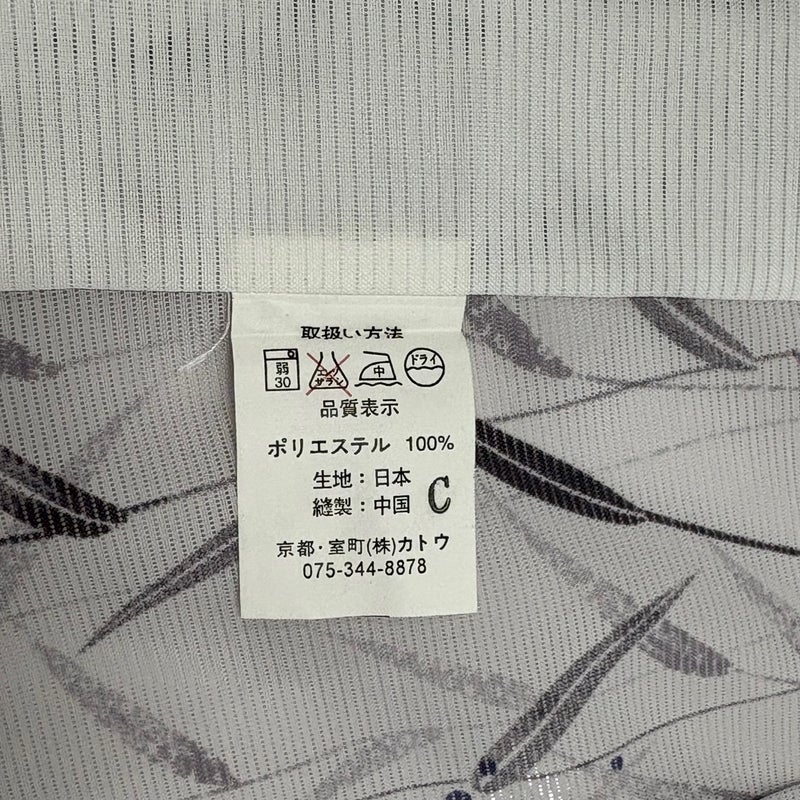 取扱い方法
弱 30 エンソ サラシ 中 ドライ
品質表示
ポリエステル 100%
生地：日本
縫製：中国 C
京都・室町(株)カトウ
075-344-8878